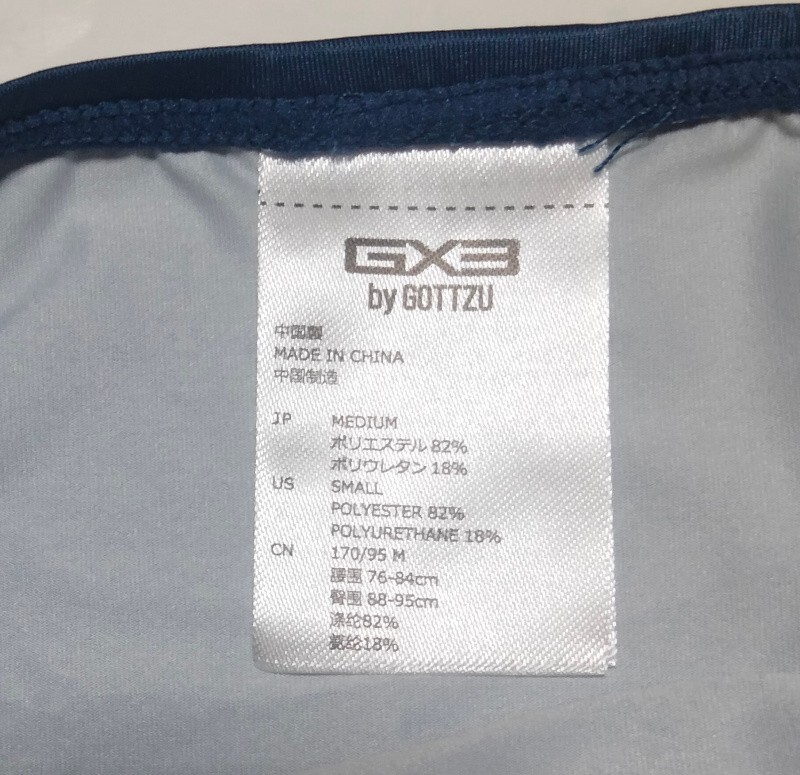 GX3
by GOTTZU
中国製
MADE IN CHINA
中国制造
JP MEDIUM
ポリエステル 82%
ポリウレタン 18%
US SMALL
POLYESTER 82%
POLYURETHANE 18%
CN 170/95 M
腰围 76-84cm
臀围 88-95cm
涤纶82%
氨纶18%